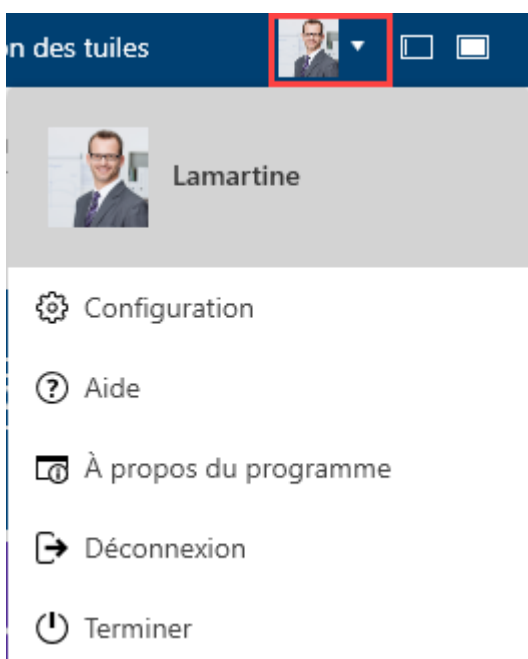 n des tuiles
Lamartine
Configuration
Aide
À propos du programme
Déconnexion
Terminer